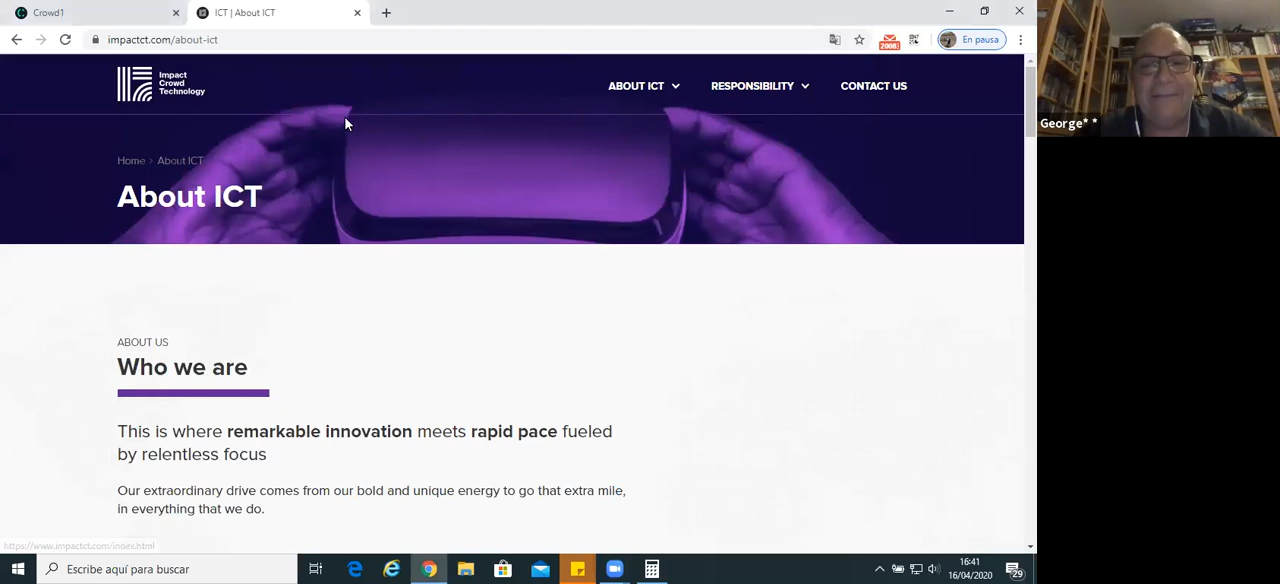 Crowd1
ICT | About ICT
impactct.com/about-ict
20083
En pausa
Impact
Crowd
Technology
ABOUT ICT
RESPONSIBILITY
CONTACT US
George* *
Home > About ICT
About ICT
ABOUT US
Who we are
This is where remarkable innovation meets rapid pace fueled
by relentless focus
Our extraordinary drive comes from our bold and unique energy to go that extra mile,
in everything that we do.
https://www.impactct.com/index.html
Escribe aquí para buscar
16:41
16/04/2020
29